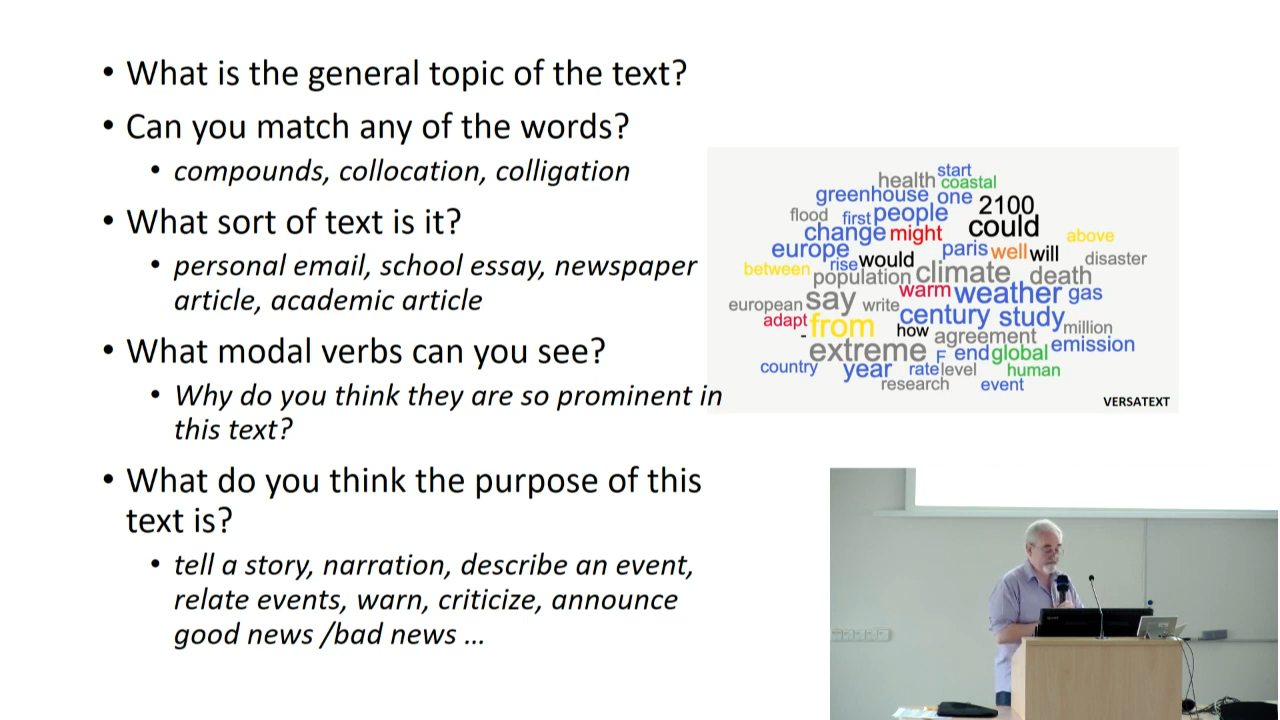 • What is the general topic of the text?
• Can you match any of the words?
• compounds, collocation, colligation
• What sort of text is it?
• personal email, school essay, newspaper
article, academic article
• What modal verbs can you see?
• Why do you think they are so prominent in
this text?
• What do you think the purpose of this
text is?
• tell a story, narration, describe an event,
relate events, warn, criticize, announce
good news /bad news ...
start
health coastal
greenhouse one 2100
flood first people could
change might above
europe paris well will disaster
between rise would
population climate death
warm weather gas
european say write
adapt from century study
- how agreement million
extreme F end global emission
country year rate level human
research event
VERSATEXT